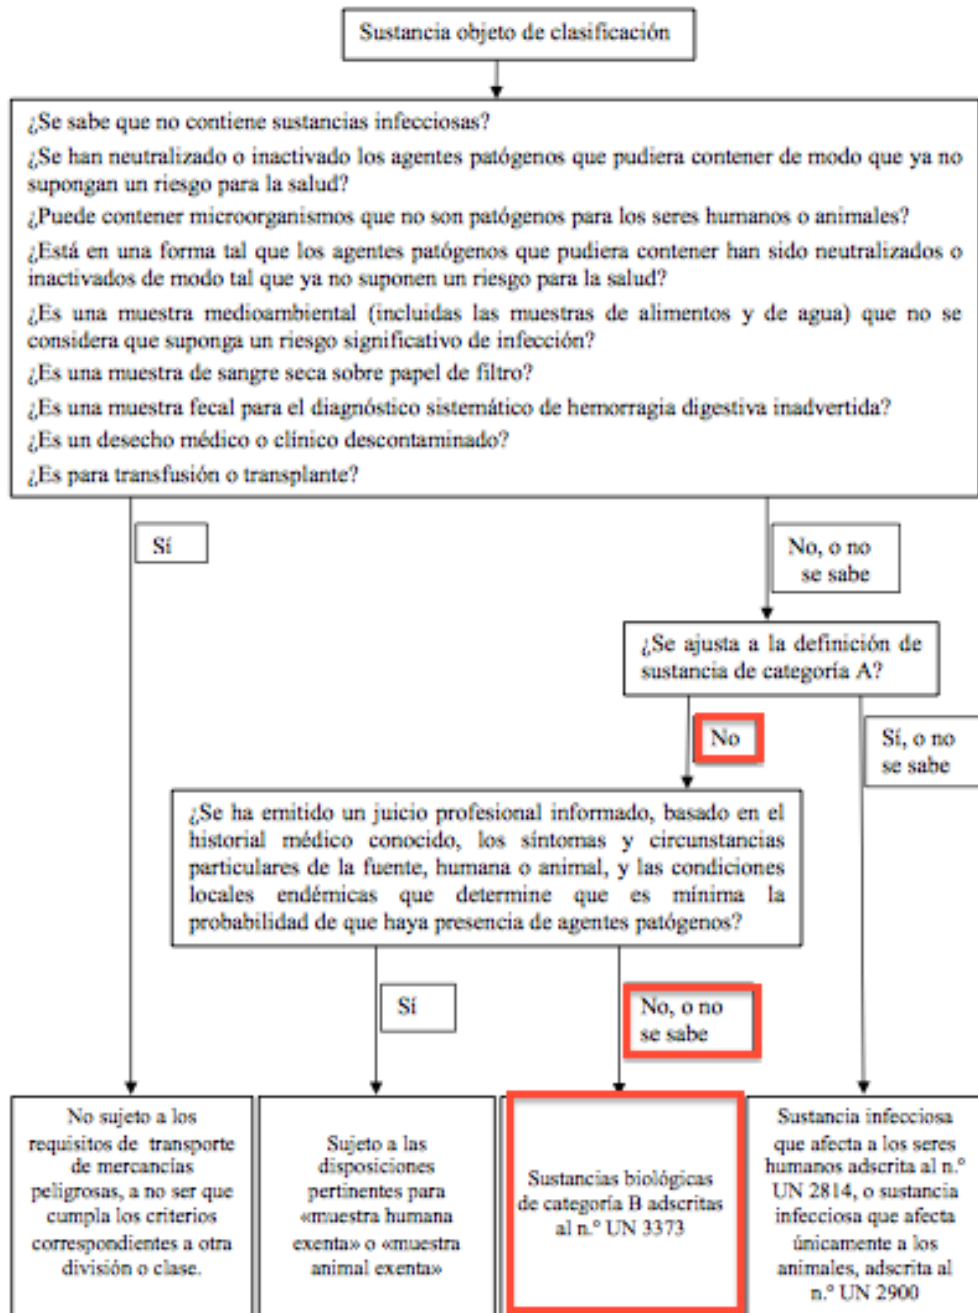 Sustancia objeto de clasificación
¿Se sabe que no contiene sustancias infecciosas?
¿Se han neutralizado o inactivado los agentes patógenos que pudiera contener de modo que ya no
supongan un riesgo para la salud?
¿Puede contener microorganismos que no son patógenos para los seres humanos o animales?
¿Está en una forma tal que los agentes patógenos que pudiera contener han sido neutralizados o
inactivados de modo tal que ya no suponen un riesgo para la salud?
¿Es una muestra medioambiental (incluidas las muestras de alimentos y de agua) que no se
considera que suponga un riesgo significativo de infección?
¿Es una muestra de sangre seca sobre papel de filtro?
¿Es una muestra fecal para el diagnóstico sistemático de hemorragia digestiva inadvertida?
¿Es un desecho médico o clínico descontaminado?
¿Es para transfusión o transplante?
Sí
No, o no
se sabe
¿Se ajusta a la definición de
sustancia de categoría A?
No
Sí, o no
se sabe
¿Se ha emitido un juicio profesional informado, basado en el
historial médico conocido, los síntomas y circunstancias
particulares de la fuente, humana o animal, y las condiciones
locales endémicas que determine que es mínima la
probabilidad de que haya presencia de agentes patógenos?
Sí
No, o no
se sabe
No sujeto a los
requisitos de transporte
de mercancías
peligrosas, a no ser que
cumpla los criterios
correspondientes a otra
división o clase.
Sujeto a las
disposiciones
pertinentes para
«muestra humana
exenta» o «muestra
animal exenta»
Sustancias biológicas
de categoría B adscritas
al n.º UN 3373
Sustancia infecciosa
que afecta a los seres
humanos adscrita al n.º
UN 2814, o sustancia
infecciosa que afecta
únicamente a los
animales, adscrita al
n.º UN 2900